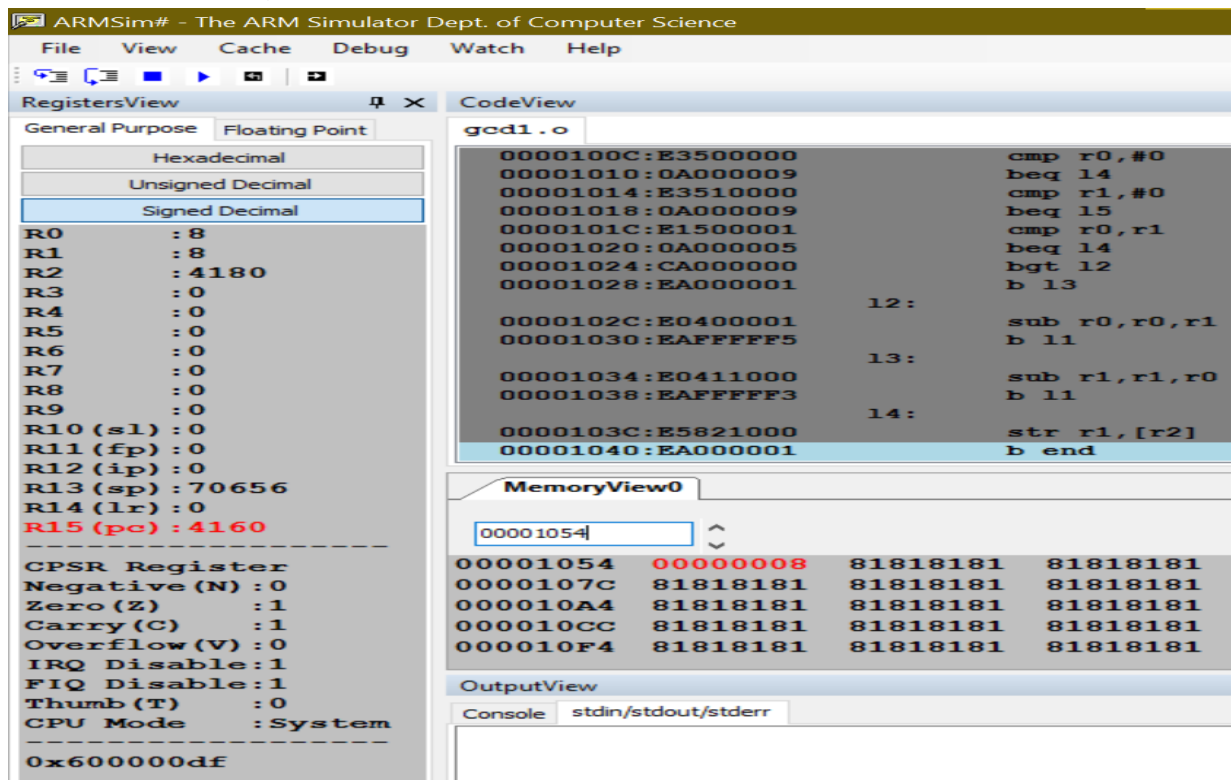 ARMSim# - The ARM Simulator Dept. of Computer Science
File View Cache Debug Watch Help
RegistersView
General Purpose Floating Point
Hexadecimal
Unsigned Decimal
Signed Decimal
R0 :8
R1 :8
R2 :4180
R3 :0
R4 :0
R5 :0
R6 :0
R7 :0
R8 :0
R9 :0
R10(sl):0
R11(fp):0
R12(ip):0
R13(sp):70656
R14(lr):0
R15(pc):4160
CPSR Register
Negative(N):0
Zero(Z) :1
Carry(C) :1
Overflow(V):0
IRQ Disable:1
FIQ Disable:1
Thumb(T) :0
CPU Mode :System
0x600000df
CodeView
gcd1.o
0000100C:E3500000 cmp r0,#0
00001010:0A000009 beq l4
00001014:E3510000 cmp r1,#0
00001018:0A000009 beq l5
0000101C:E1500001 cmp r0,r1
00001020:0A000005 beq l4
00001024:CA000000 bgt l2
00001028:EA000001 b l3
l2:
0000102C:E0400001 sub r0,r0,r1
00001030:EAFFFFF5 b l1
l3:
00001034:E0411000 sub r1,r1,r0
00001038:EAFFFFF3 b l1
l4:
0000103C:E5821000 str r1,[r2]
00001040:EA000001 b end
MemoryView0
00001054
00001054 00000008 81818181 81818181
0000107C 81818181 81818181 81818181
000010A4 81818181 81818181 81818181
000010CC 81818181 81818181 81818181
000010F4 81818181 81818181 81818181
OutputView
Console stdin/stdout/stderr